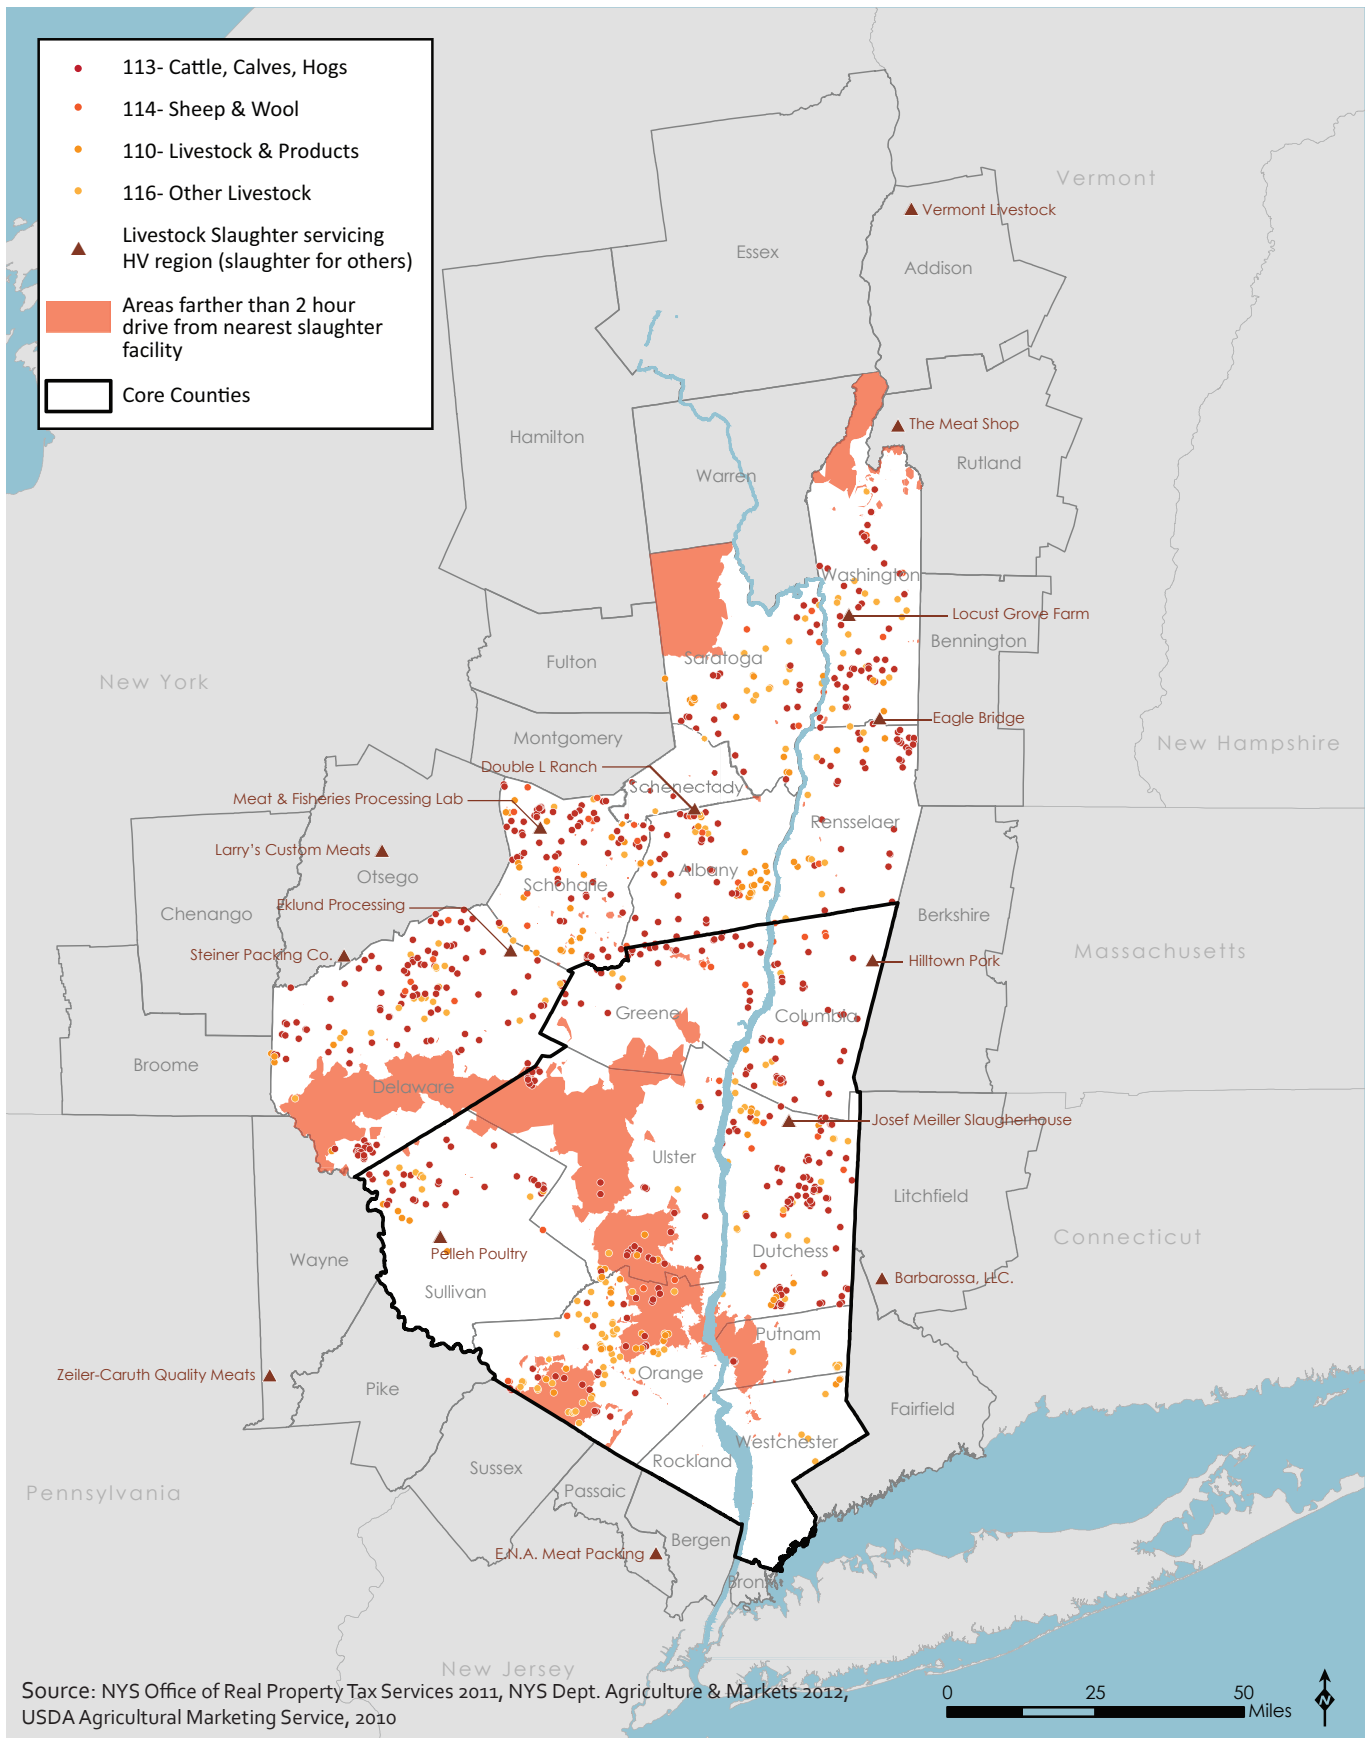 113- Cattle, Calves, Hogs
114- Sheep & Wool
110- Livestock & Products
116- Other Livestock
Livestock Slaughter servicing
HV region (slaughter for others)
Areas farther than 2 hour
drive from nearest slaughter
facility
Core Counties
Vermont
Vermont Livestock
Essex
Addison
The Meat Shop
Hamilton
Rutland
Warren
Washington
Locust Grove Farm
Bennington
Fulton
Saratoga
New York
Eagle Bridge
Montgomery
New Hampshire
Double L Ranch
Schenectady
Meat & Fisheries Processing Lab
Rensselaer
Larry's Custom Meats
Otsego
Albany
Schoharie
Eklund Processing
Chenango
Berkshire
Steiner Packing Co.
Massachusetts
Hilltown Pork
Greene
Columbia
Broome
Delaware
Josef Meiller Slaugherhouse
Ulster
Litchfield
Connecticut
Dutchess
Pelleh Poultry
Wayne
Barbarossa, LLC.
Sullivan
Putnam
Zeiler-Caruth Quality Meats
Orange
Pike
Fairfield
Westchester
Rockland
Sussex
Passaic
Pennsylvania
Bergen
E.N.A. Meat Packing
Bronx
New Jersey
Source: NYS Office of Real Property Tax Services 2011, NYS Dept. Agriculture & Markets 2012,
USDA Agricultural Marketing Service, 2010
0 25 50
Miles
N